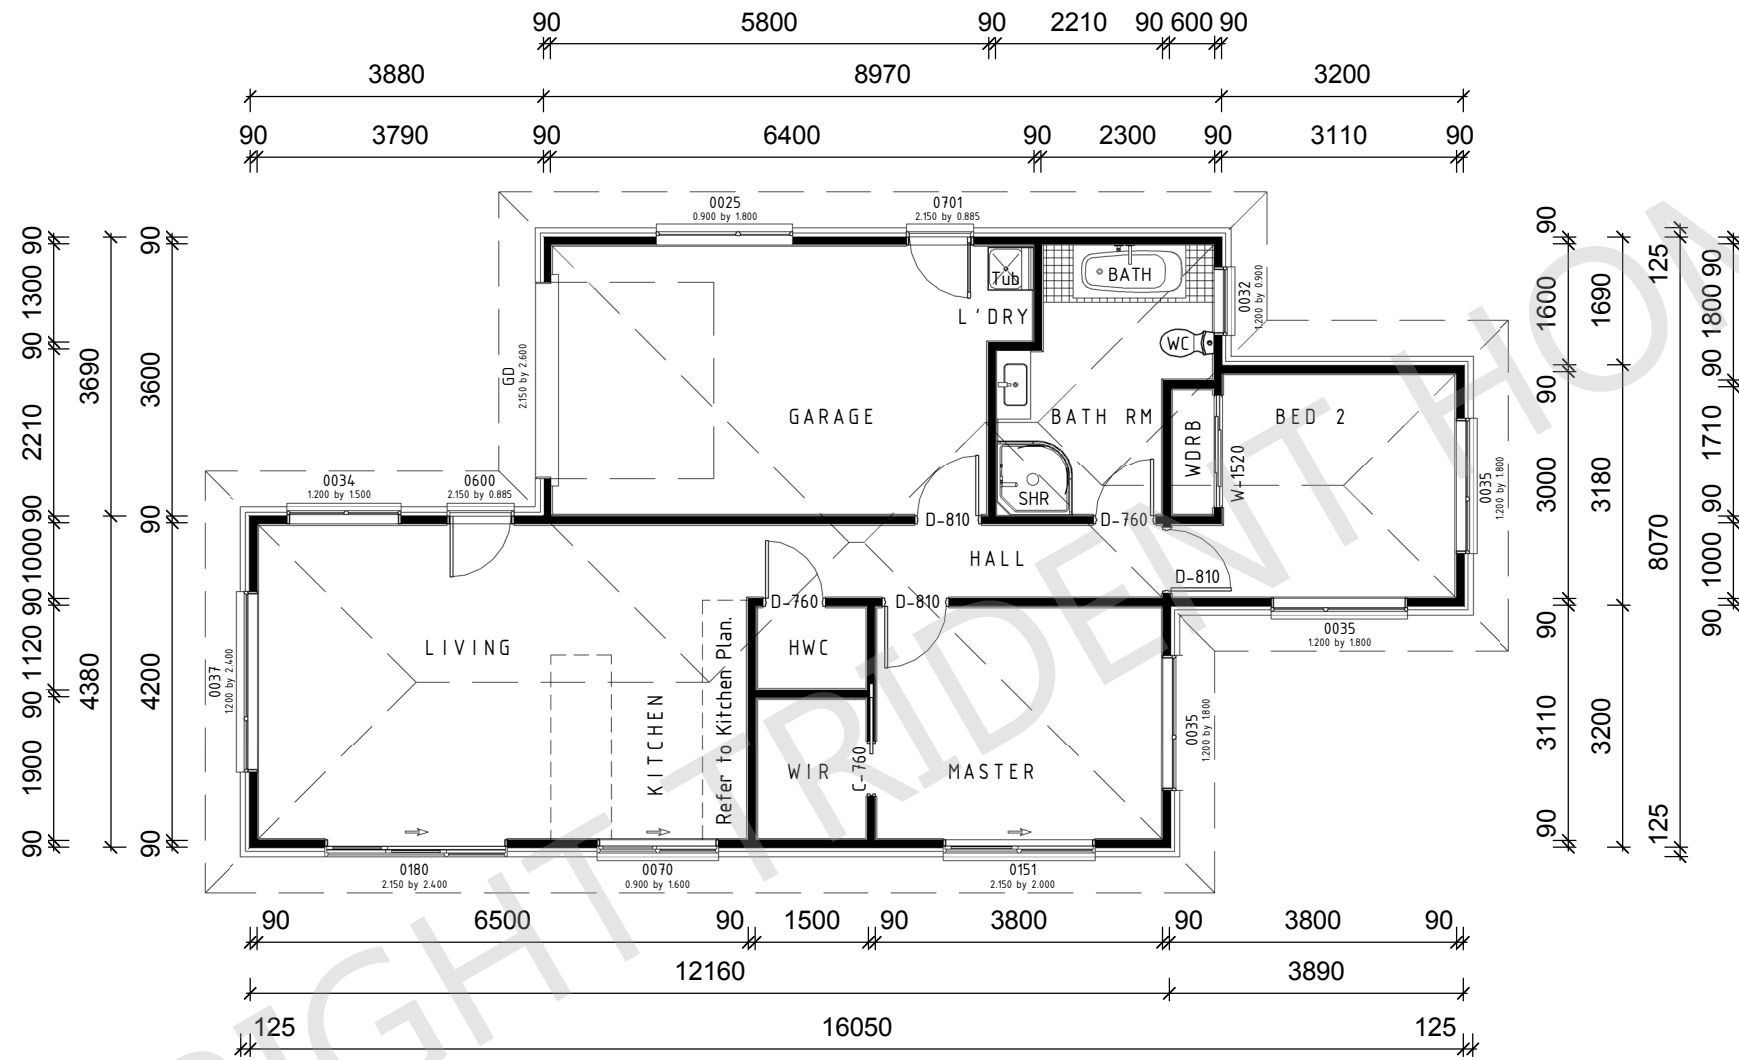 90 5800 90 2210 90 600 90
3880 8970 3200
90 3790 90 6400 90 2300 90 3110 90
90 1300 90 2210 90 1000 90 1120 90 1900 90
3690 4380
90 3600 90 4200 90
0025
0.900 by 1.800
0701
2.150 by 0.885
Tub
L'DRY
BATH
0032
1.200 by 0.900
WC
GD
2.150 by 2.600
GARAGE
BATH RM
WDRB
W-1520
BED 2
SHR
0035
1.200 by 1.800
0034
1.200 by 1.500
0600
2.150 by 0.885
D-810
D-760
HALL
D-810
D-760
D-810
0037
1.200 by 2.400
LIVING
HWC
0035
1.200 by 1.800
KITCHEN
Refer to Kitchen Plan.
WIR
C-760
MASTER
0035
1.200 by 1.800
0180
2.150 by 2.400
0070
0.900 by 1.600
0151
2.150 by 2.000
90 1600 90 3000 90 3110 90
1690 3180 3200
125 8070 125
90 1800 90 1710 90 1000 90
90 6500 90 1500 90 3800 90 3800 90
12160 3890
125 16050 125
RIGHT TRIDENT HOM